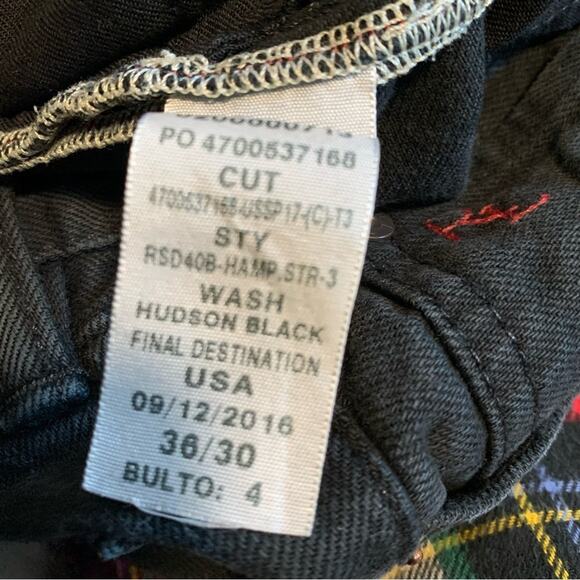 PO 4700537168
CUT
4700537168-USSP17-(C)-T3
STY
RSD40B-HAMP.STR-3
WASH
HUDSON BLACK
FINAL DESTINATION
USA
09/12/2016
36/30
BULTO: 4